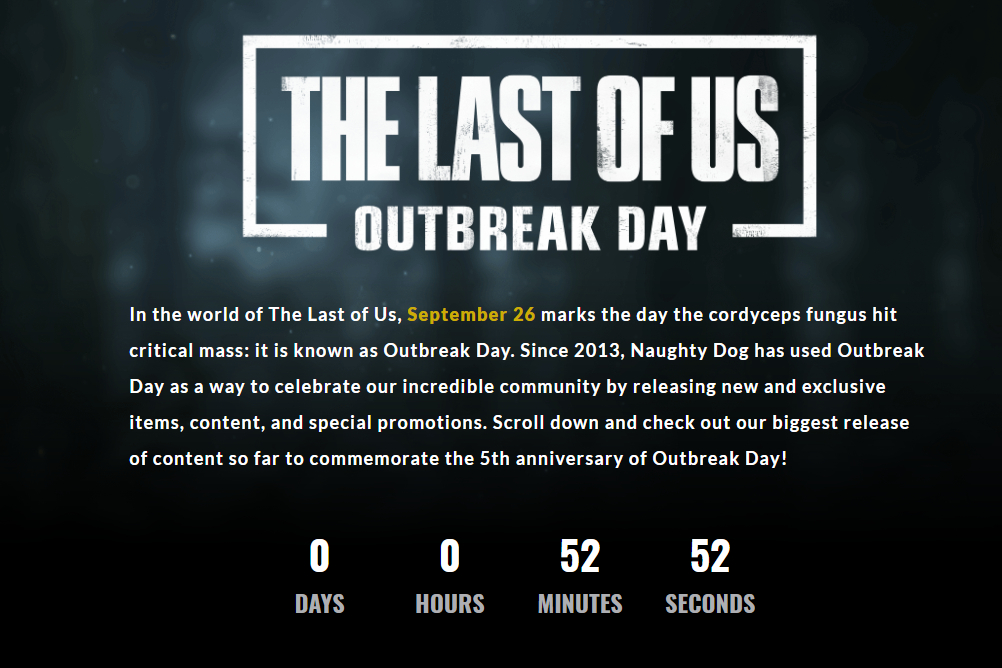 THE LAST OF US
OUTBREAK DAY
In the world of The Last of Us, September 26 marks the day the cordyceps fungus hit
critical mass: it is known as Outbreak Day. Since 2013, Naughty Dog has used Outbreak
Day as a way to celebrate our incredible community by releasing new and exclusive
items, content, and special promotions. Scroll down and check out our biggest release
of content so far to commemorate the 5th anniversary of Outbreak Day!
0 0 52 52
DAYS HOURS MINUTES SECONDS